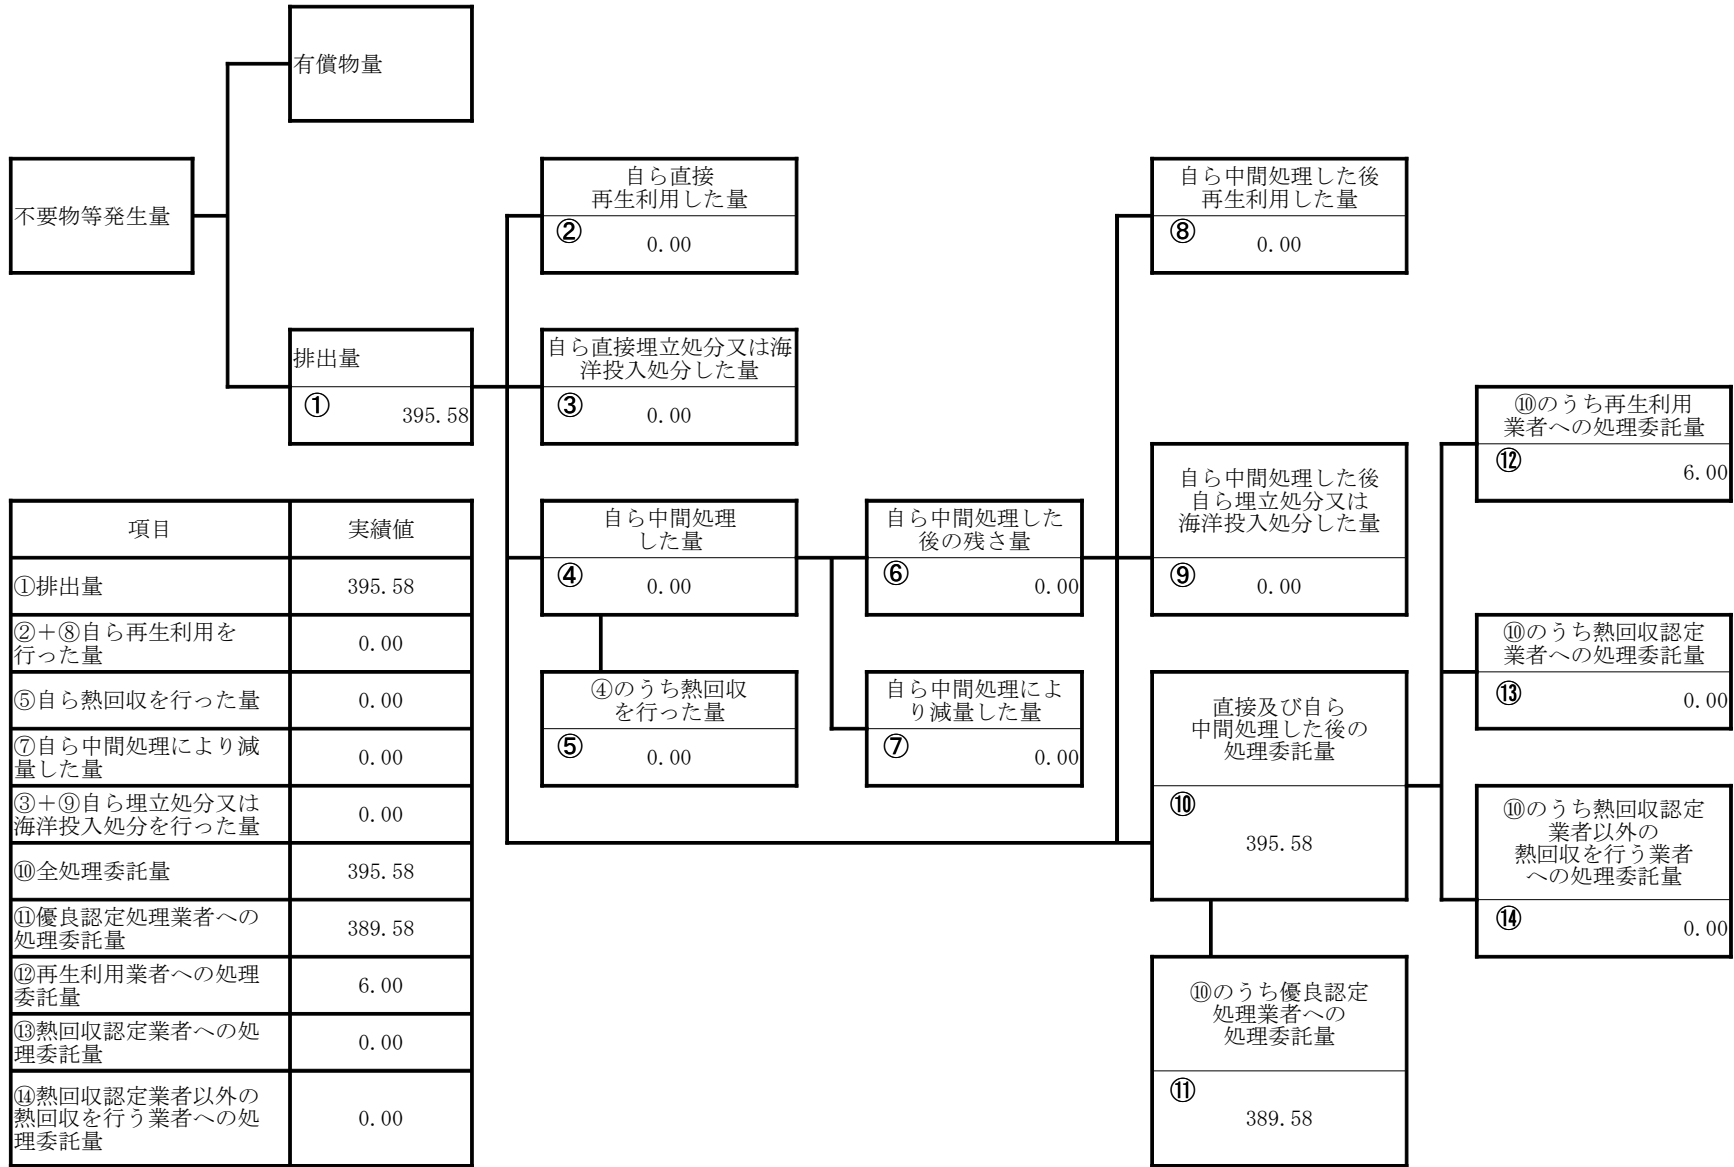 有償物量
不要物等発生量
自ら直接
再生利用した量
②
0.00
自ら中間処理した後
再生利用した量
⑧
0.00
排出量
①
395.58
自ら直接埋立処分又は海
洋投入処分した量
③
0.00
⑩のうち再生利用
業者への処理委託量
⑫
6.00
自ら中間処理
した量
④
0.00
自ら中間処理した
後の残さ量
⑥
0.00
自ら中間処理した後
自ら埋立処分又は
海洋投入処分した量
⑨
0.00
⑩のうち熱回収認定
業者への処理委託量
⑬
0.00
④のうち熱回収
を行った量
⑤
0.00
自ら中間処理によ
り減量した量
⑦
0.00
直接及び自ら
中間処理した後の
処理委託量
⑩
395.58
⑩のうち熱回収認定
業者以外の
熱回収を行う業者
への処理委託量
⑭
0.00
⑩のうち優良認定
処理業者への
処理委託量
⑪
389.58
項目 実績値
①排出量 395.58
②＋⑧自ら再生利用を
行った量 0.00
⑤自ら熱回収を行った量 0.00
⑦自ら中間処理により減
量した量 0.00
③＋⑨自ら埋立処分又は
海洋投入処分を行った量 0.00
⑩全処理委託量 395.58
⑪優良認定処理業者への
処理委託量 389.58
⑫再生利用業者への処理
委託量 6.00
⑬熱回収認定業者への処
理委託量 0.00
⑭熱回収認定業者以外の
熱回収を行う業者への処
理委託量 0.00